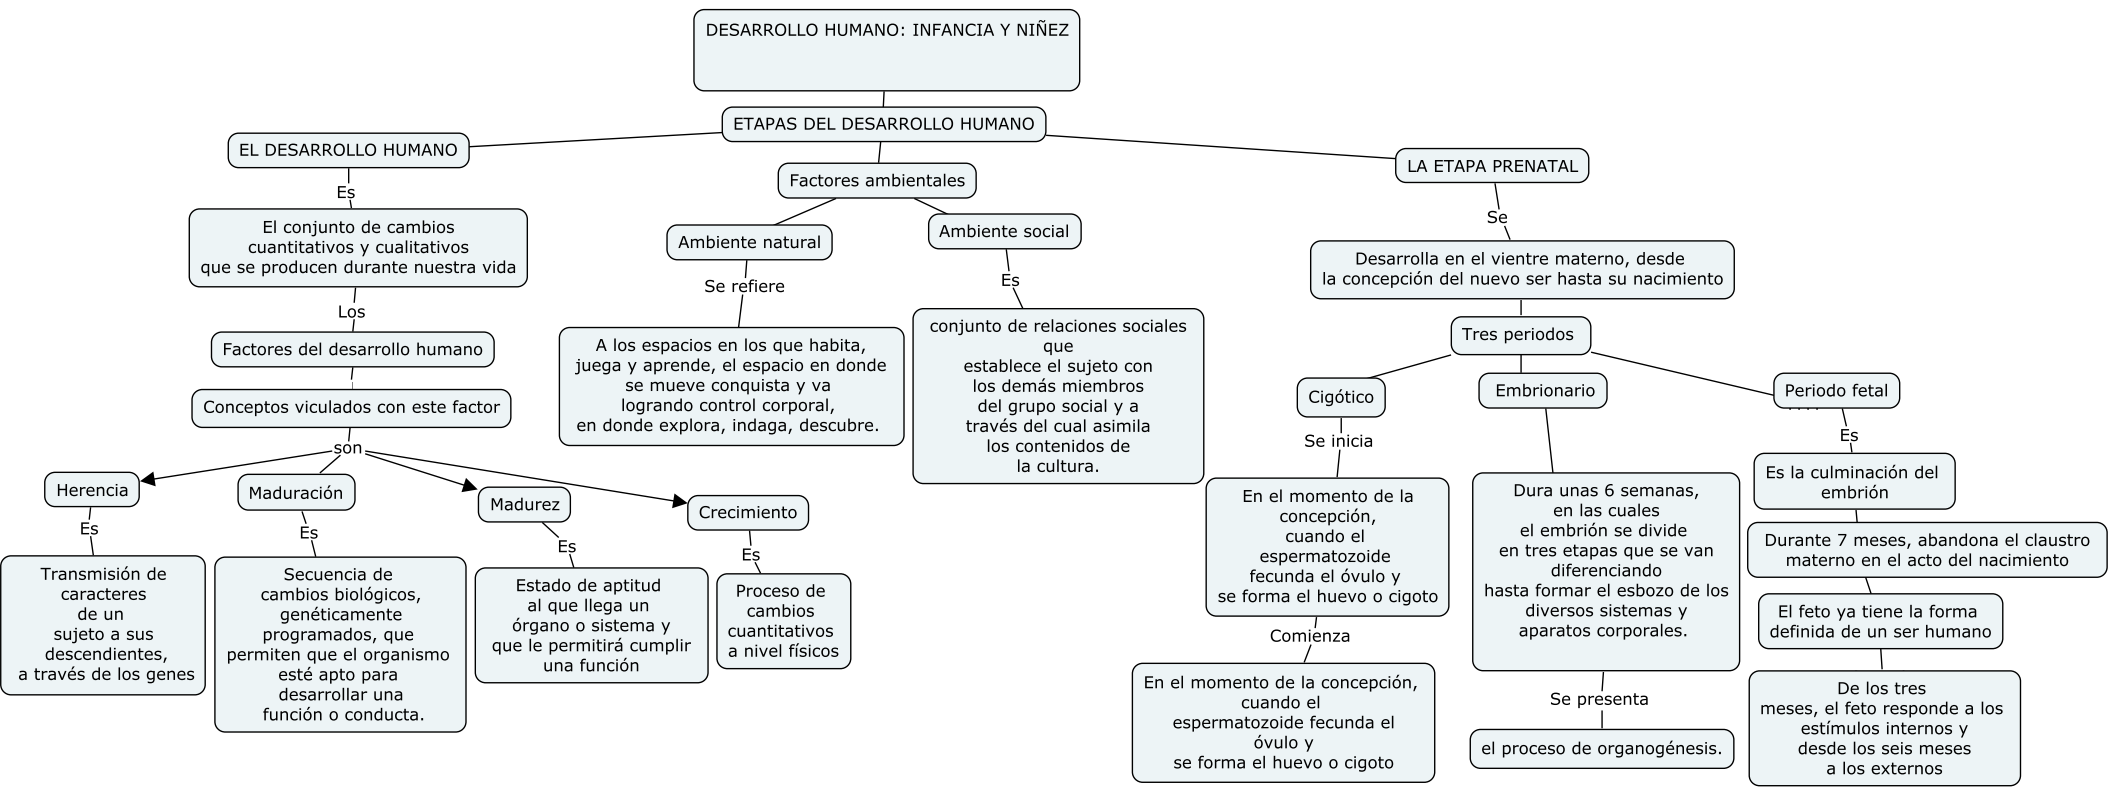 DESARROLLO HUMANO: INFANCIA Y NIÑEZ
ETAPAS DEL DESARROLLO HUMANO
EL DESARROLLO HUMANO
Es
El conjunto de cambios
cuantitativos y cualitativos
que se producen durante nuestra vida
Los
Factores del desarrollo humano
Conceptos viculados con este factor
son
Herencia
Es
Transmisión de
caracteres
de un
sujeto a sus
descendientes,
a través de los genes
Maduración
Es
Secuencia de
cambios biológicos,
genéticamente
programados, que
permiten que el organismo
esté apto para
desarrollar una
función o conducta.
Madurez
Es
Estado de aptitud
al que llega un
órgano o sistema y
que le permitirá cumplir
una función
Crecimiento
Es
Proceso de
cambios
cuantitativos
a nivel físicos
Factores ambientales
Ambiente natural
Se refiere
A los espacios en los que habita,
juega y aprende, el espacio en donde
se mueve conquista y va
logrando control corporal,
en donde explora, indaga, descubre.
Ambiente social
Es
conjunto de relaciones sociales
que
establece el sujeto con
los demás miembros
del grupo social y a
través del cual asimila
los contenidos de
la cultura.
LA ETAPA PRENATAL
Se
Desarrolla en el vientre materno, desde
la concepción del nuevo ser hasta su nacimiento
Tres periodos
Cigótico
Se inicia
En el momento de la
concepción,
cuando el
espermatozoide
fecunda el óvulo y
se forma el huevo o cigoto
Comienza
En el momento de la concepción,
cuando el
espermatozoide fecunda el
óvulo y
se forma el huevo o cigoto
Embrionario
Dura unas 6 semanas,
en las cuales
el embrión se divide
en tres etapas que se van
diferenciando
hasta formar el esbozo de los
diversos sistemas y
aparatos corporales.
Se presenta
el proceso de organogénesis.
Periodo fetal
Es
Es la culminación del
embrión
Durante 7 meses, abandona el claustro
materno en el acto del nacimiento
El feto ya tiene la forma
definida de un ser humano
De los tres
meses, el feto responde a los
estímulos internos y
desde los seis meses
a los externos